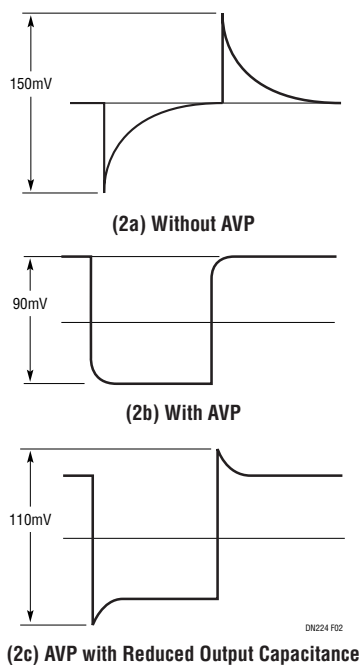 150mV
(2a) Without AVP
90mV
(2b) With AVP
110mV
DN224 F02
(2c) AVP with Reduced Output Capacitance